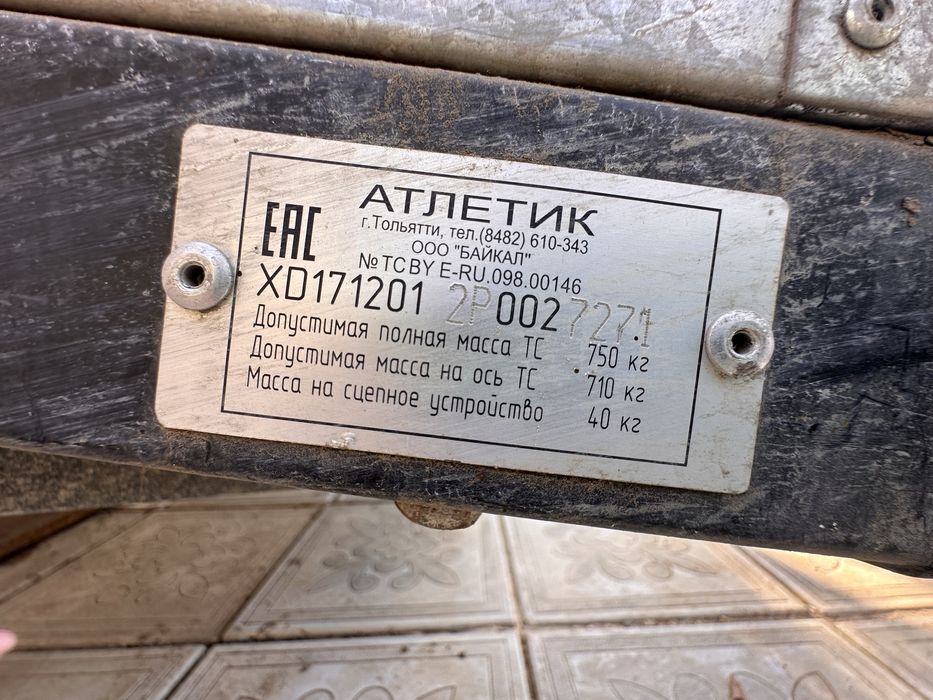 ЕАС
АТЛЕТИК
г.Тольятти, тел.(8482) 610-343
ООО "БАЙКАЛ"
№ТС BY E-RU.098.00146
XD171201 2P0027271
Допустимая полная масса ТС 750 кг
Допустимая масса на ось ТС 710 кг
Масса на сцепное устройство 40 кг